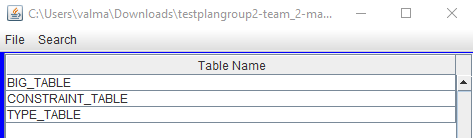 C:\Users\valma\Downloads\testplangroup2-team_2-ma...
File Search
Table Name
BIG_TABLE
CONSTRAINT_TABLE
TYPE_TABLE